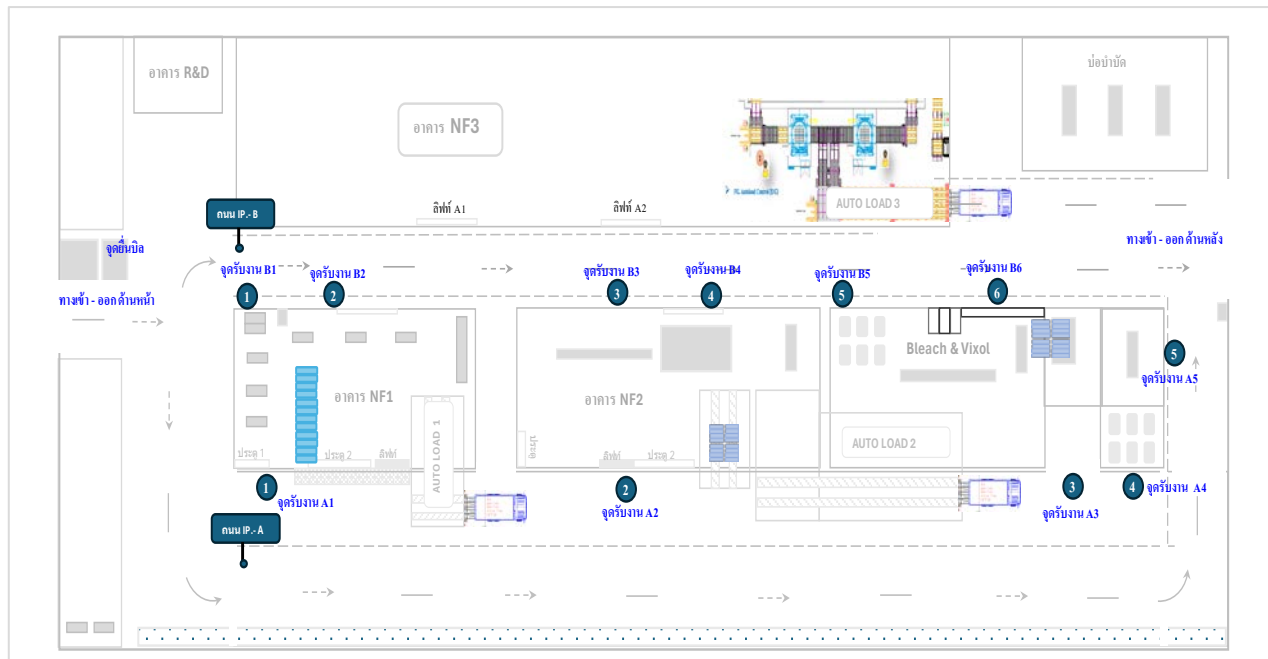 อาคาร R&D
บ่อบำบัด
อาคาร NF3
AUTO LOAD 3
ถนน IP.- B
ลิฟท์ A1
ลิฟท์ A2
จุดยื่นบิล
ทางเข้า - ออก ด้านหลัง
จุดรับงาน B1
จุดรับงาน B2
จุดรับงาน B3
จุดรับงาน B4
จุดรับงาน B5
จุดรับงาน B6
ทางเข้า - ออก ด้านหน้า
1
2
3
4
5
6
Bleach & Vixol
5
จุดรับงาน A5
อาคาร NF1
อาคาร NF2
AUTO LOAD 1
AUTO LOAD 2
ประตู 1
ประตู 2
ลิฟท์
ประตู
ลิฟท์
ประตู 2
1
จุดรับงาน A1
2
จุดรับงาน A2
3
จุดรับงาน A3
4
จุดรับงาน A4
ถนน IP.- A